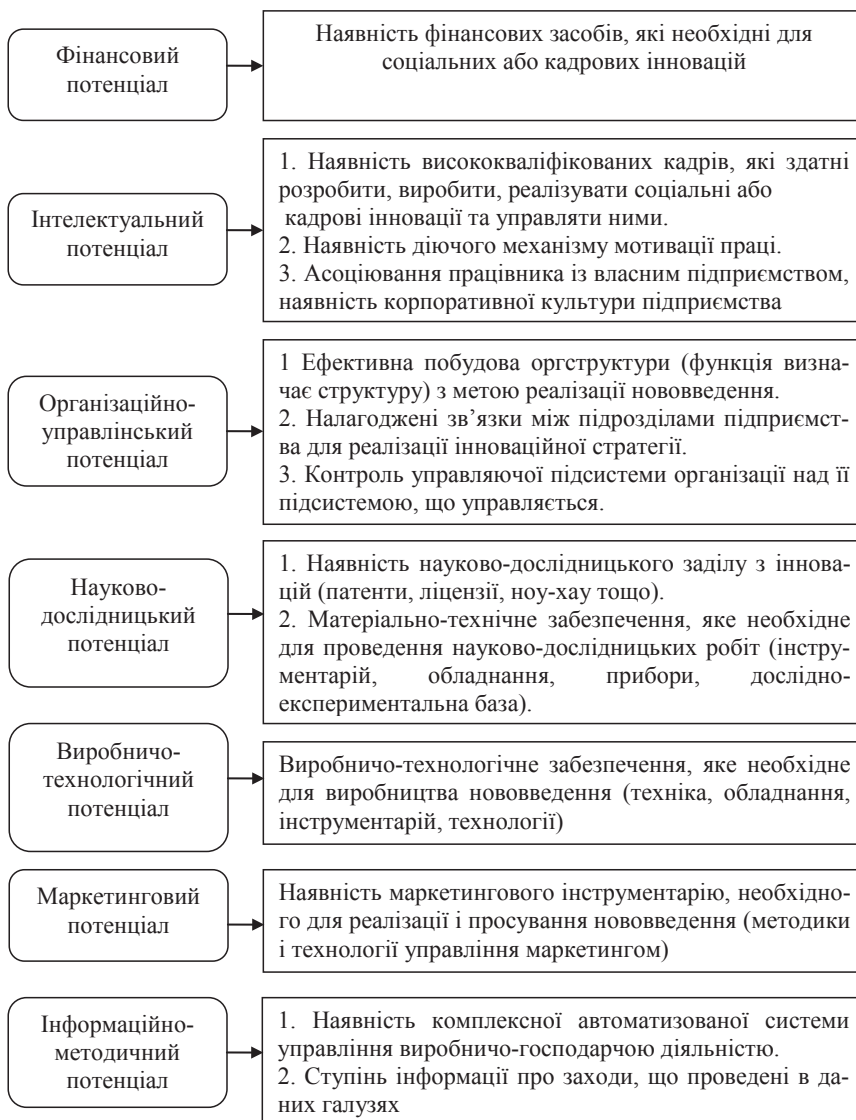 Фінансовий
потенціал
Наявність фінансових засобів, які необхідні для
соціальних або кадрових інновацій
Інтелектуальний
потенціал
1. Наявність висококваліфікованих кадрів, які здатні
розробити, виробити, реалізувати соціальні або
кадрові інновації та управляти ними.
2. Наявність діючого механізму мотивації праці.
3. Асоціювання працівника із власним підприємством,
наявність корпоративної культури підприємства
Організаційно-
управлінський
потенціал
1 Ефективна побудова оргструктури (функція визна-
чає структуру) з метою реалізації нововведення.
2. Налагоджені зв’язки між підрозділами підприємст-
ва для реалізації інноваційної стратегії.
3. Контроль управляючої підсистеми організації над її
підсистемою, що управляється.
Науково-
дослідницький
потенціал
1. Наявність науково-дослідницького заділу з іннова-
цій (патенти, ліцензії, ноу-хау тощо).
2. Матеріально-технічне забезпечення, яке необхідне
для проведення науково-дослідницьких робіт (інстру-
ментарій, обладнання, прибори, дослідно-
експериментальна база).
Виробничо-
технологічний
потенціал
Виробничо-технологічне забезпечення, яке необхідне
для виробництва нововведення (техніка, обладнання,
інструментарій, технології)
Маркетинговий
потенціал
Наявність маркетингового інструментарію, необхідно-
го для реалізації і просування нововведення (методики
і технології управління маркетингом)
Інформаційно-
методичний
потенціал
1. Наявність комплексної автоматизованої системи
управління виробничо-господарчою діяльністю.
2. Ступінь інформації про заходи, що проведені в да-
них галузях